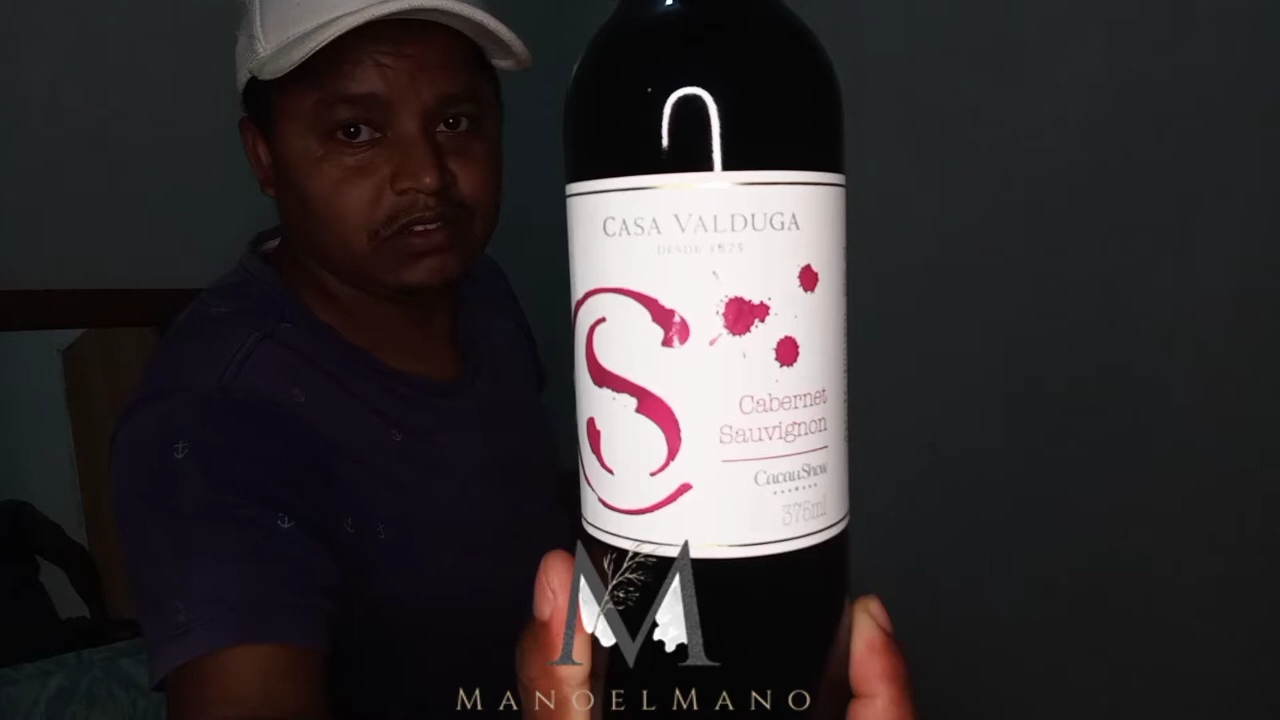 CASA VALDUGA
DESDE 1875
Cabernet
Sauvignon
CacauShow
375ml
M
MANOELMANO